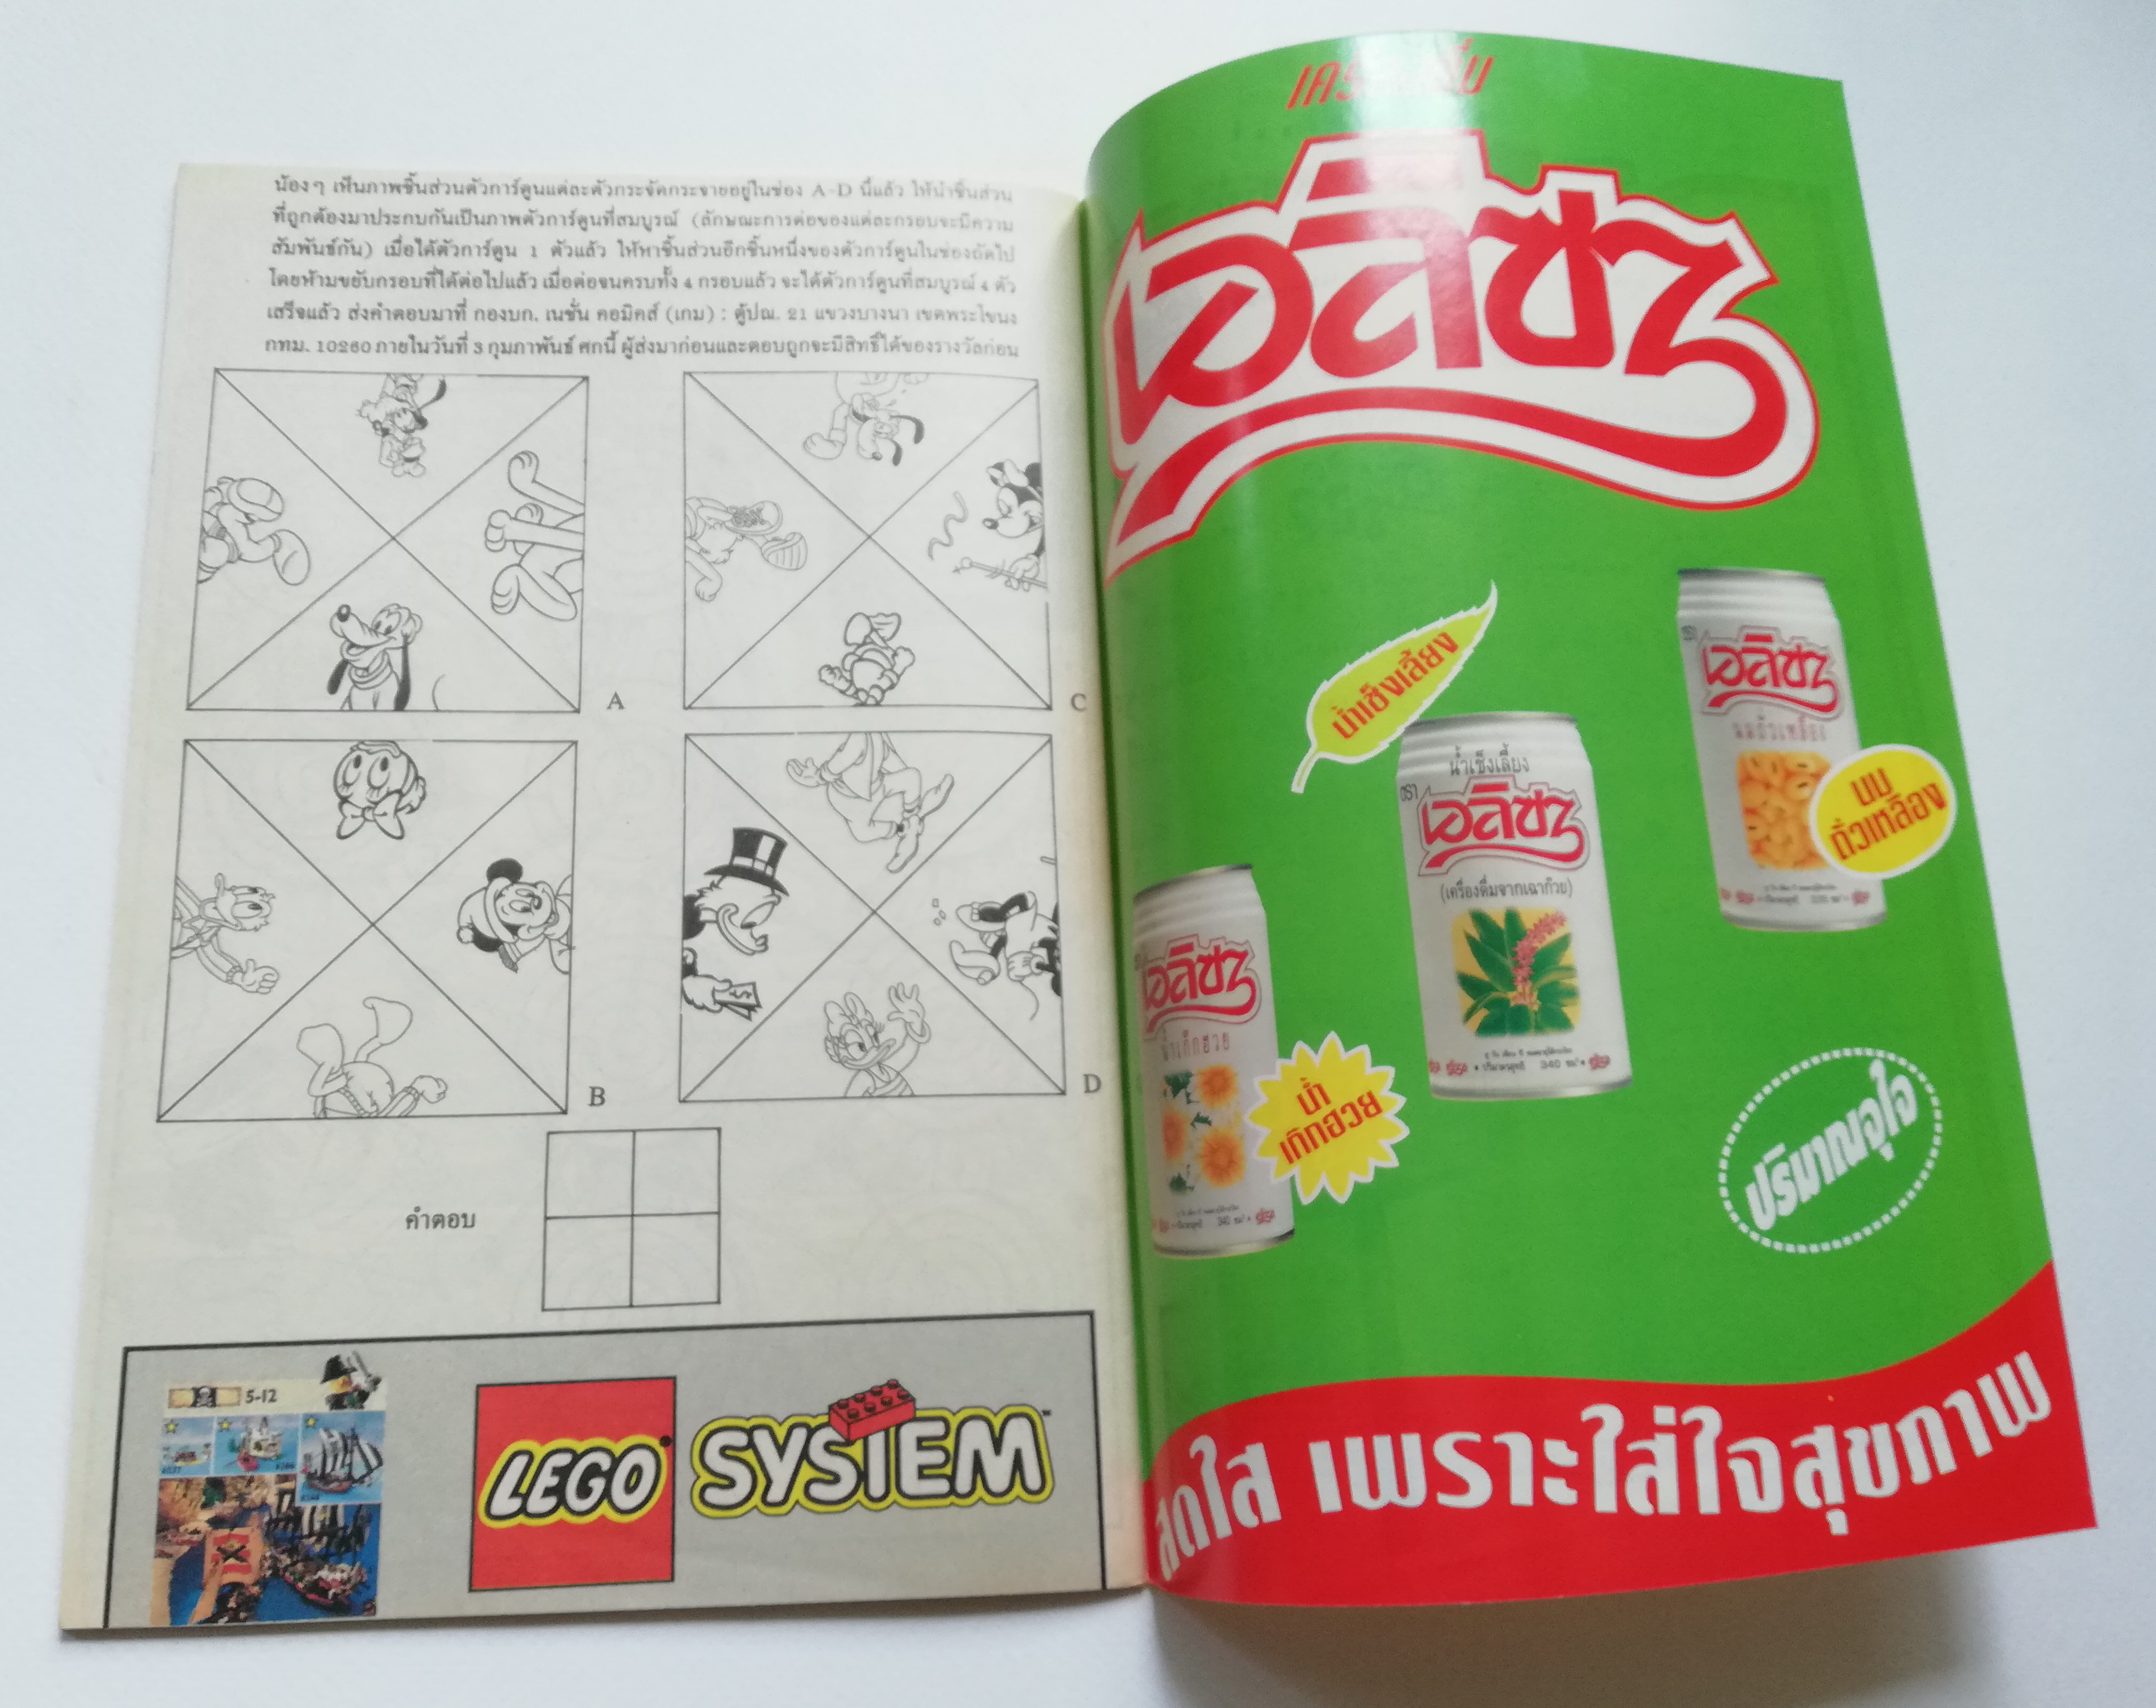 น้องๆ เห็นภาพชิ้นส่วนตัวการ์ตูนแต่ละตัวกระจัดกระจายอยู่ในช่อง A-D นี้แล้ว ให้นำชิ้นส่วน
ที่ถูกต้องมาประกบกันเป็นภาพตัวการ์ตูนที่สมบูรณ์ (ลักษณะการต่อของแต่ละกรอบจะมีความ
สัมพันธ์กัน) เมื่อได้ตัวการ์ตูน 1 ตัวแล้ว ให้หาชิ้นส่วนอีกชิ้นหนึ่งของตัวการ์ตูนในช่องถัดไป
โดยห้ามขยับกรอบที่ได้ต่อไปแล้ว เมื่อต่อจนครบทั้ง 4 กรอบแล้ว จะได้ตัวการ์ตูนที่สมบูรณ์ 4 ตัว
เสร็จแล้ว ส่งคำตอบมาที่ กองบก. เนชั่น คอมิคส์ (เกม) : ตู้ปณ. 21 แขวงบางนา เขตพระโขนง
กทม. 10260 ภายในวันที่ 3 กุมภาพันธ์ ศกนี้ ผู้ส่งมาก่อนและตอบถูกจะมีสิทธิ์ได้ของรางวัลก่อน
A
C
B
D
คำตอบ
5-12
LEGO
SYSTEM
เอลิซา
น้ำเช็งเลี้ยง
น้ำเช็งเลี้ยง
ตรา
เอลิซา
(เครื่องดื่มจากเฉาก๊วย)
340
เอลิซา
นมถั่วเหลือง
นม
ถั่วเหลือง
เอลิซา
น้ำเก๊กฮวย
340
น้ำ
เก๊กฮวย
ปริมาณจุใจ
สดใส เพราะใส่ใจสุขภาพ